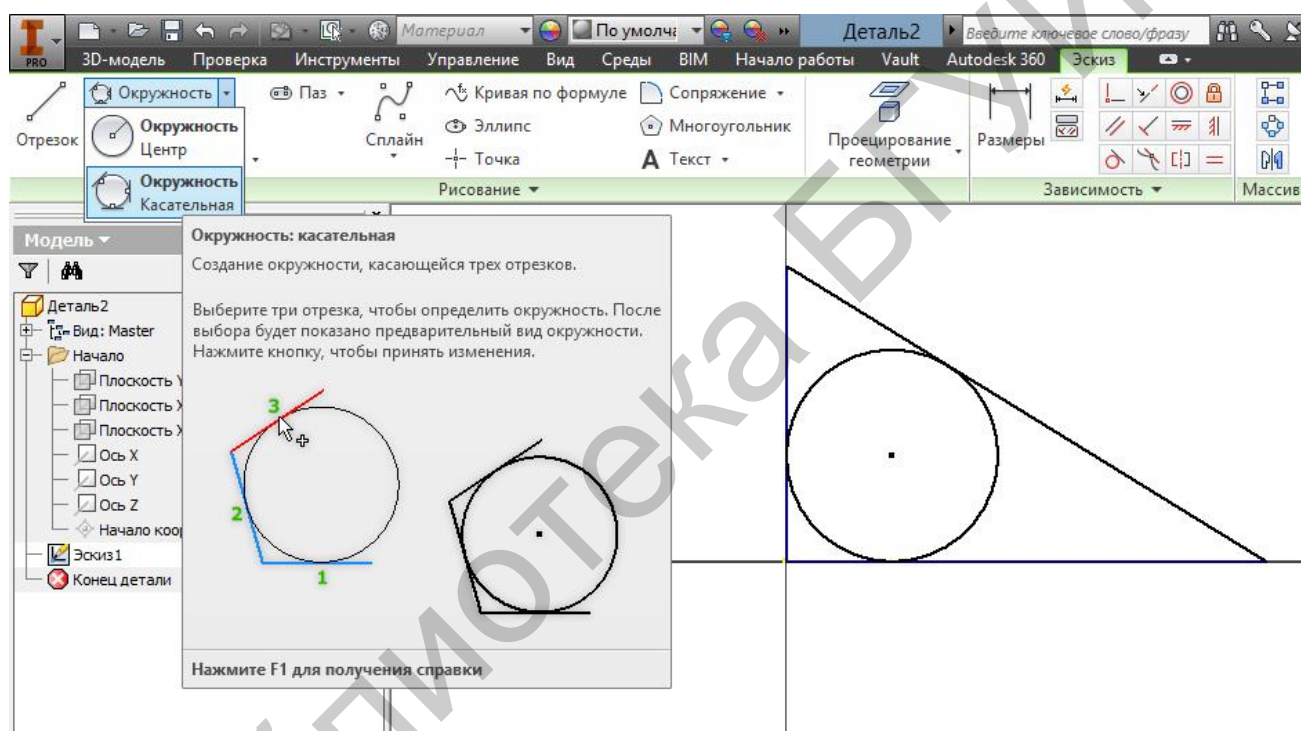 PRO
Материал
По умолча
Деталь2
Введите ключевое слово/фразу
3D-модель Проверка Инструменты Управление Вид Среды BIM Начало работы Vault Autodesk 360 Эскиз
Отрезок
Окружность
Окружность
Центр
Окружность
Касательная
Паз
Сплайн
Кривая по формуле
Эллипс
Точка
Сопряжение
Многоугольник
A Текст
Проецирование
геометрии
Размеры
Рисование
Зависимость
Массив
Модель
Деталь2
Вид: Master
Начало
Плоскость Y
Плоскость X
Плоскость X
Ось X
Ось Y
Ось Z
Начало коор
Эскиз1
Конец детали
Окружность: касательная
Создание окружности, касающейся трех отрезков.
Выберите три отрезка, чтобы определить окружность. После
выбора будет показано предварительный вид окружности.
Нажмите кнопку, чтобы принять изменения.
3
2
1
Нажмите F1 для получения справки